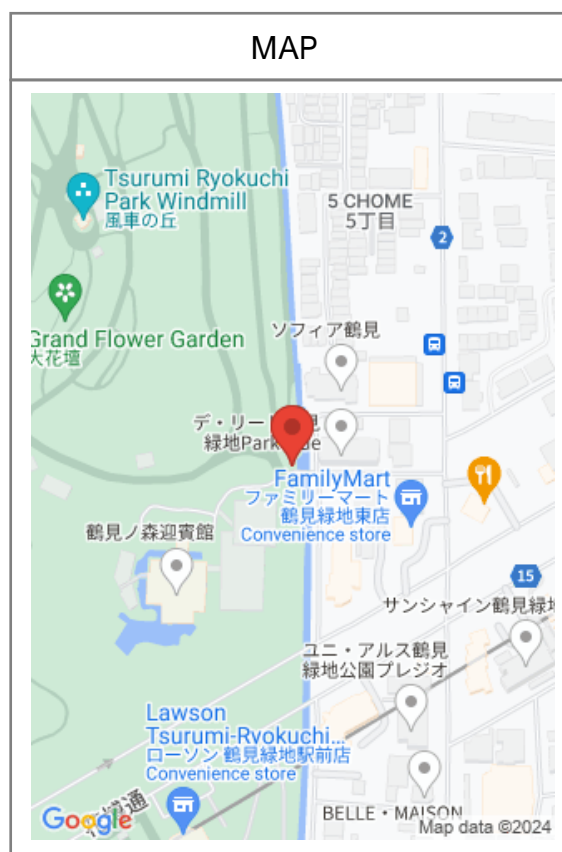 MAP
Tsurumi Ryokuchi
Park Windmill
風車の丘
5 CHOME
5丁目
2
Grand Flower Garden
大花壇
ソフィア鶴見
デ・リー
見
緑地Park
de
FamilyMart
ファミリーマート
鶴見緑地東店
Convenience store
鶴見ノ森迎賓館
15
サンシャイン鶴見緑地
ユニ・アルス鶴見
緑地公園プレジオ
Lawson
Tsurumi-Ryokuchi...
ローソン 鶴見緑地駅前店
Convenience store
通
BELLE・MAISON
Google
Map data ©2024